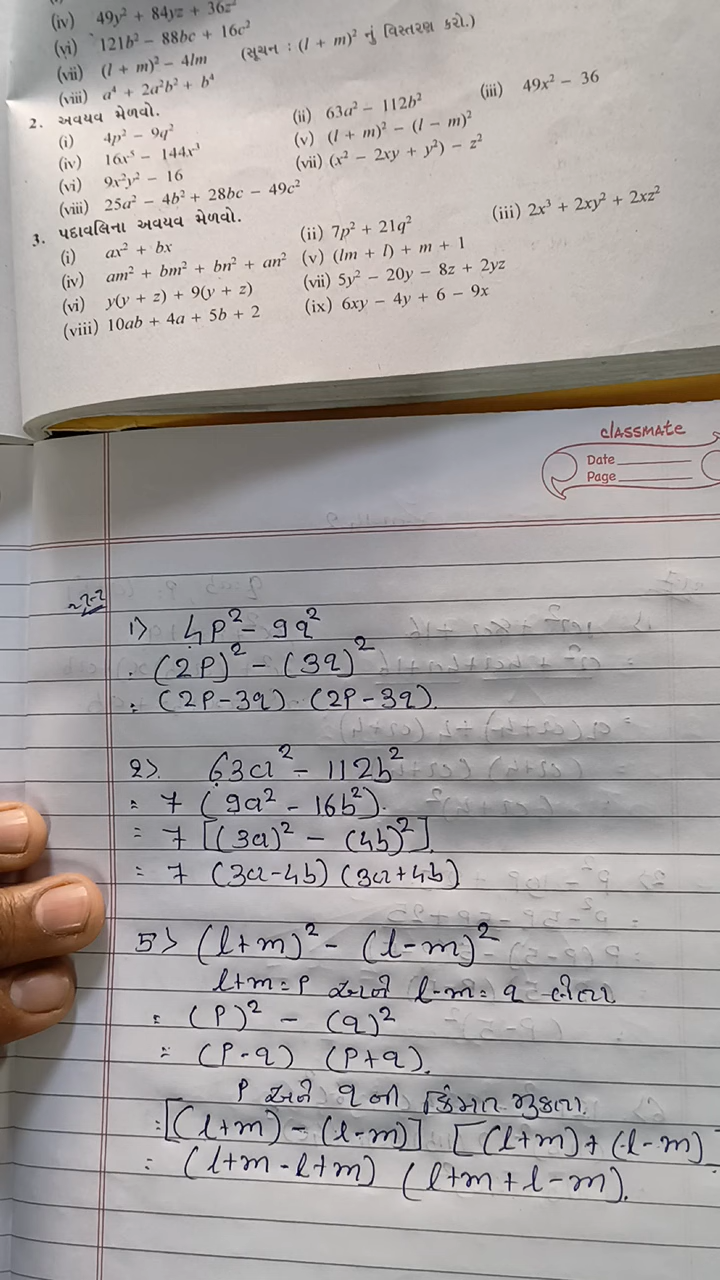 (iv) 49y² + 84yz + 36z²
(vi) 121b² – 88bc + 16c²
(vii) (l + m)² – 4lm (સૂચન : (l + m)² નું વિસ્તરણ કરો.)
(viii) a⁴ + 2a²b² + b⁴
2. અવયવ મેળવો.
(i) 4p² – 9q² (ii) 63a² – 112b² (iii) 49x² – 36
(iv) 16x⁵ – 144x³ (v) (l + m)² – (l – m)²
(vi) 9x²y² – 16 (vii) (x² – 2xy + y²) – z²
(viii) 25a² – 4b² + 28bc – 49c²
3. પદાવલિના અવયવ મેળવો.
(i) ax² + bx (ii) 7p² + 21q² (iii) 2x³ + 2xy² + 2xz²
(iv) am² + bm² + bn² + an² (v) (lm + l) + m + 1
(vi) y(y + z) + 9(y + z) (vii) 5y² – 20y – 8z + 2yz
(viii) 10ab + 4a + 5b + 2 (ix) 6xy – 4y + 6 – 9x
classmate
Date
Page
1) 4p² - 9q²
(2p)² - (3q)²
(2p-3q) (2p-3q)
2) 63a² - 112b²
= 7 (9a² - 16b²)
= 7 [(3a)² - (4b)²]
= 7 (3a-4b) (3a+4b)
5) (l+m)² - (l-m)²
l+m = p અને l-m = q લેતા
= (p)² - (q)²
= (p-q) (p+q).
p અને q ની કિંમત મુકતા
= [(l+m) - (l-m)] [(l+m) + (l-m)]
= (l+m-l+m) (l+m+l-m).